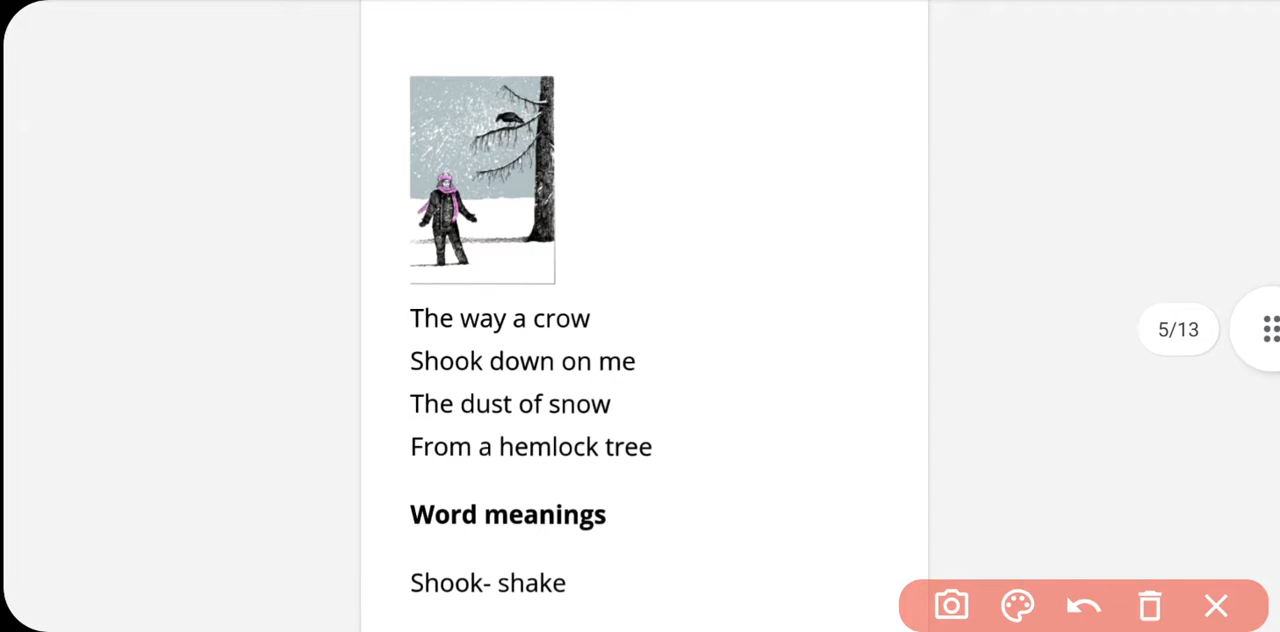 The way a crow
Shook down on me
The dust of snow
From a hemlock tree
Word meanings
Shook- shake
5/13